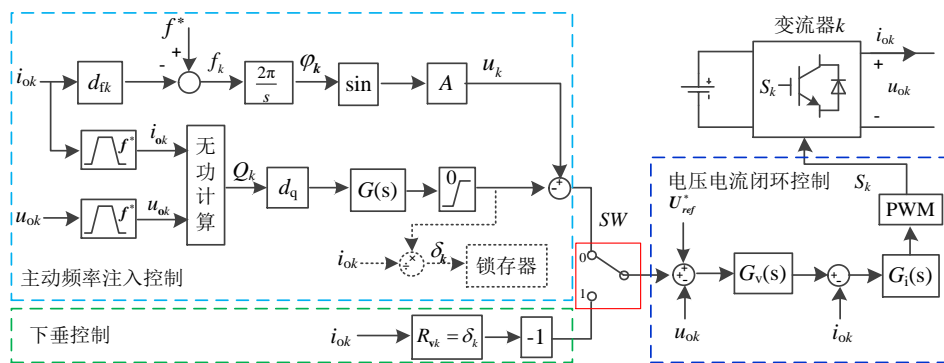 f*
+
-
i_ok
d_fk
f_k
2π
s
φ_k
sin
A
u_k
f*
i_ok
无功计算
Q_k
d_q
G(s)
0
+
-
u_ok
f*
u_ok
i_ok
×
÷
δ_k
锁存器
主动频率注入控制
下垂控制
i_ok
R_vk = δ_k
-1
SW
0
1
变流器k
S_k
i_ok
+
u_ok
-
电压电流闭环控制
U*_ref
S_k
PWM
+
-
+
G_v(s)
+
-
G_i(s)
u_ok
i_ok